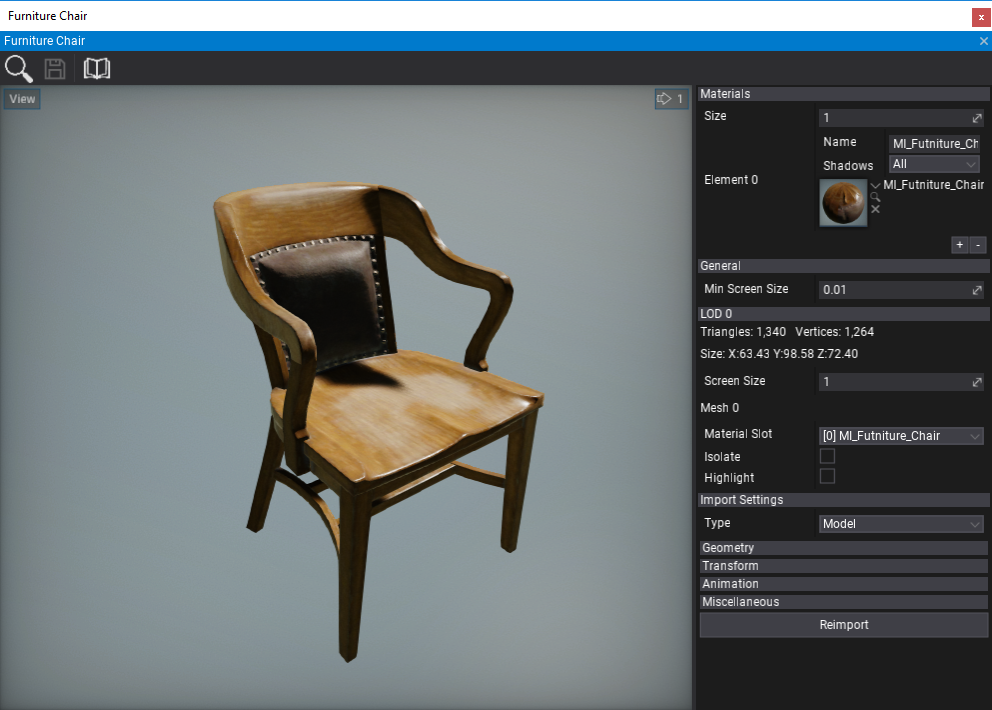 Furniture Chair
x
Furniture Chair
View
1
Materials
Size 1
Name MI_Futniture_Ch
Shadows All
Element 0
MI_Futniture_Chair
+ -
General
Min Screen Size 0.01
LOD 0
Triangles: 1,340 Vertices: 1,264
Size: X:63.43 Y:98.58 Z:72.40
Screen Size 1
Mesh 0
Material Slot [0] MI_Futniture_Chair
Isolate
Highlight
Import Settings
Type Model
Geometry
Transform
Animation
Miscellaneous
Reimport